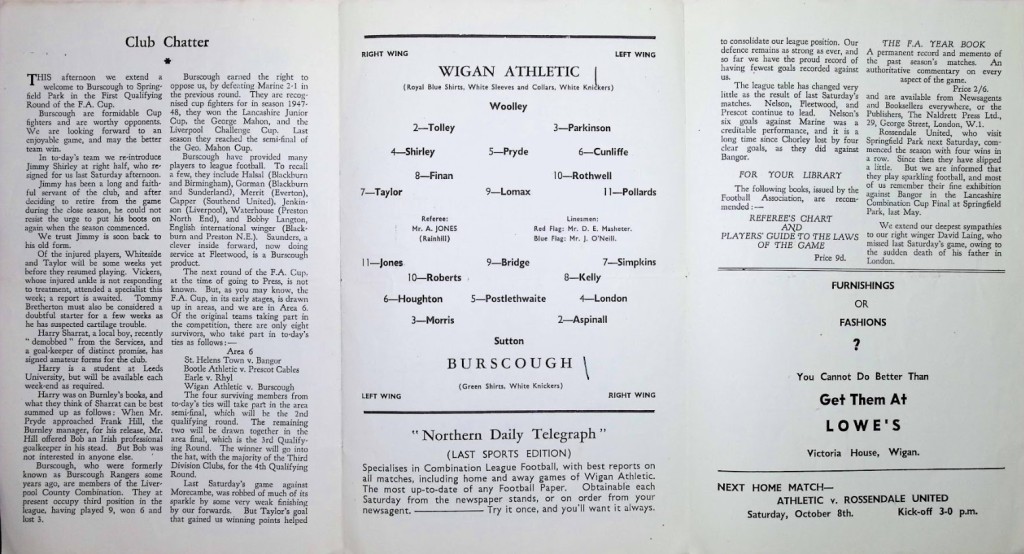 Club Chatter
THIS afternoon we extend a
welcome to Burscough to Spring-
field Park in the First Qualifying
Round of the F.A. Cup.
Burscough are formidable Cup
fighters and are worthy opponents.
We are looking forward to an
enjoyable game, and may the better
team win.
In to-day's team we re-introduce
Jimmy Shirley at right half, who re-
signed for us last Saturday afternoon.
Jimmy has been a long and faith-
ful servant of the club, and after
deciding to retire from the game
during the close season, he could not
resist the urge to put his boots on
again when the season commenced.
We trust Jimmy is soon back to
his old form.
Of the injured players, Whiteside
and Taylor will be some weeks yet
before they resumed playing. Vickers,
whose injured ankle is not responding
to treatment, attended a specialist this
week; a report is awaited. Tommy
Bretherton must also be considered a
doubtful starter for a few weeks as
he has suspected cartilage trouble.
Harry Sharrat, a local boy, recently
" demobbed " from the Services, and
a goal-keeper of distinct promise, has
signed amateur forms for the club.
Harry is a student at Leeds
University, but will be available each
week-end as required.
Harry was on Burnley's books, and
what they think of Sharrat can be best
summed up as follows: When Mr.
Pryde approached Frank Hill, the
Burnley manager, for his release, Mr.
Hill offered Bob an Irish professional
goalkeeper in his stead. But Bob was
not interested in anyone else.
Burscough, who were formerly
known as Burscough Rangers some
years ago, are members of the Liver-
pool County Combination. They at
present occupy third position in the
league, having played 9, won 6 and
lost 3.
Burscough earned the right to
oppose us, by defeating Marine 2-1 in
the previous round. They are recog-
nised cup fighters for in season 1947-
48, they won the Lancashire Junior
Cup, the George Mahon, and the
Liverpool Challenge Cup. Last
season they reached the semi-final of
the Geo. Mahon Cup.
Burscough have provided many
players to league football. To recall
a few, they include Halsal (Blackburn
and Birmingham), Gorman (Blackburn
and Sunderland), Merrit (Everton),
Capper (Southend United), Jenkin-
son (Liverpool), Waterhouse (Preston
North End), and Bobby Langton,
English international winger (Black-
burn and Preston N.E.). Saunders, a
clever inside forward, now doing
service at Fleetwood, is a Burscough
product.
The next round of the F.A. Cup,
at the time of going to Press, is not
known. But, as you may know, the
F.A. Cup, in its early stages, is drawn
up in areas, and we are in Area 6.
Of the original teams taking part in
the competition, there are only eight
survivors, who take part in to-day's
ties as follows:—
Area 6
St. Helens Town v. Bangor
Bootle Athletic v. Prescot Cables
Earle v. Rhyl
Wigan Athletic v. Burscough
The four surviving members from
to-day's ties will take part in the area
semi-final, which will be the 2nd
qualifying round. The remaining
two will be drawn together in the
area final, which is the 3rd Qualify-
ing Round. The winner will go into
the hat, with the majority of the Third
Division Clubs, for the 4th Qualifying
Round.
Last Saturday's game against
Morecambe, was robbed of much of its
sparkle by some very weak finishing
by our forwards. But Taylor's goal
that gained us winning points helped
RIGHT WING LEFT WING
WIGAN ATHLETIC
(Royal Blue Shirts, White Sleeves and Collars, White Knickers)
Woolley
2—Tolley 3—Parkinson
4—Shirley 5—Pryde 6—Cunliffe
8—Finan 10—Rothwell
7—Taylor 9—Lomax 11—Pollards
Referee: Linesmen:
Mr. A. JONES Red Flag: Mr. D. E. Masheter.
(Rainhill) Blue Flag: Mr. J. O'Neill.
11—Jones 9—Bridge 7—Simpkins
10—Roberts 8—Kelly
6—Houghton 5—Postlethwaite 4—London
3—Morris 2—Aspinall
Sutton
BURSCOUGH
(Green Shirts, White Knickers)
LEFT WING RIGHT WING
"Northern Daily Telegraph"
(LAST SPORTS EDITION)
Specialises in Combination League Football, with best reports on
all matches, including home and away games of Wigan Athletic.
The most up-to-date of any Football Paper. Obtainable each
Saturday from the newspaper stands, or on order from your
newsagent. ———— Try it once, and you'll want it always.
to consolidate our league position. Our
defence remains as strong as ever, and
so far we have the proud record of
having fewest goals recorded against
us.
The league table has changed very
little as the result of last Saturday's
matches. Nelson, Fleetwood, and
Prescot continue to lead. Nelson's
six goals against Marine was a
creditable performance, and it is a
long time since Chorley lost by four
clear goals, as they did against
Bangor.
FOR YOUR LIBRARY
The following books, issued by the
Football Association, are recom-
mended:—
REFEREE'S CHART
AND
PLAYERS' GUIDE TO THE LAWS
OF THE GAME
Price 9d.
THE F.A. YEAR BOOK
A permanent record and memento of
the past season's matches. An
authoritative commentary on every
aspect of the game.
Price 2/6.
and are available from Newsagents
and Booksellers everywhere, or the
Publishers, The Naldrett Press Ltd.,
29, George Street, London, W.1.
Rossendale United, who visit
Springfield Park next Saturday, com-
menced the season with four wins in
a row. Since then they have slipped
a little. But we are informed that
they play sparkling football, and most
of us remember their fine exhibition
against Bangor in the Lancashire
Combination Cup Final at Springfield
Park, last May.
We extend our deepest sympathies
to our right winger David Laing, who
missed last Saturday's game, owing to
the sudden death of his father in
London.
FURNISHINGS
OR
FASHIONS
?
You Cannot Do Better Than
Get Them At
LOWE'S
Victoria House, Wigan.
NEXT HOME MATCH—
ATHLETIC v. ROSSENDALE UNITED
Saturday, October 8th. Kick-off 3-0 p.m.